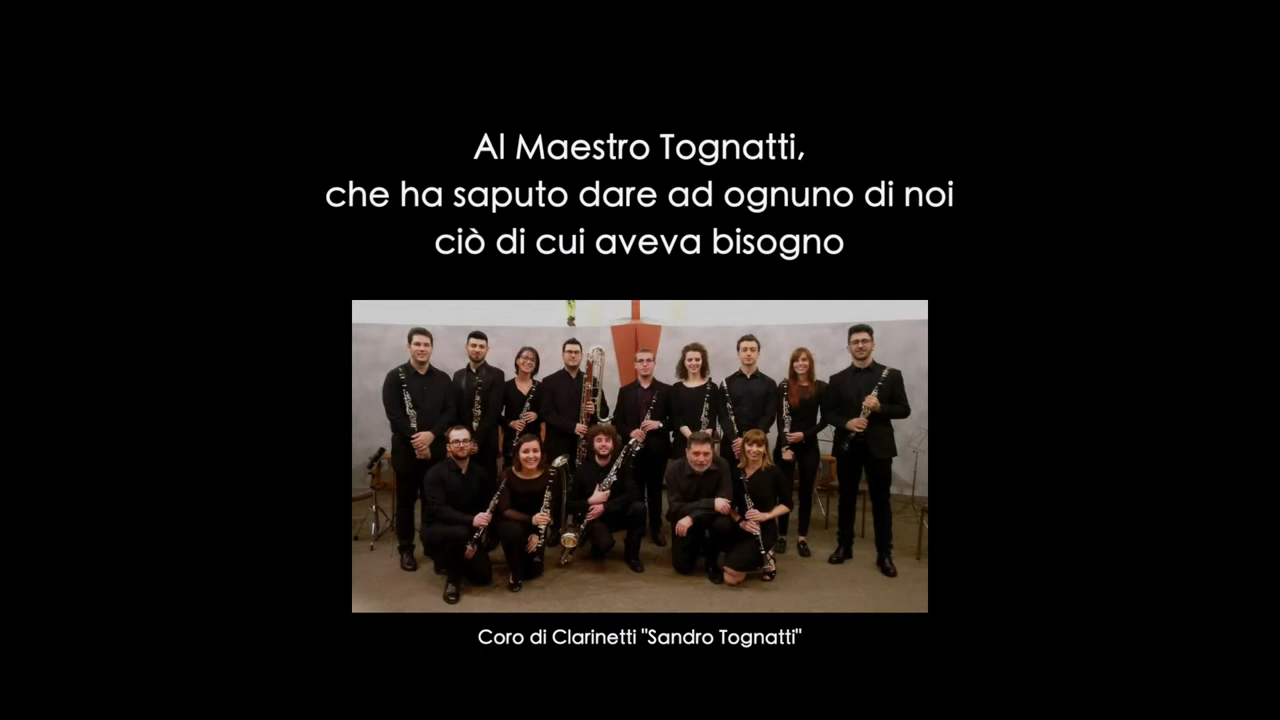 Al Maestro Tognatti,
che ha saputo dare ad ognuno di noi
ciò di cui aveva bisogno
Coro di Clarinetti "Sandro Tognatti"